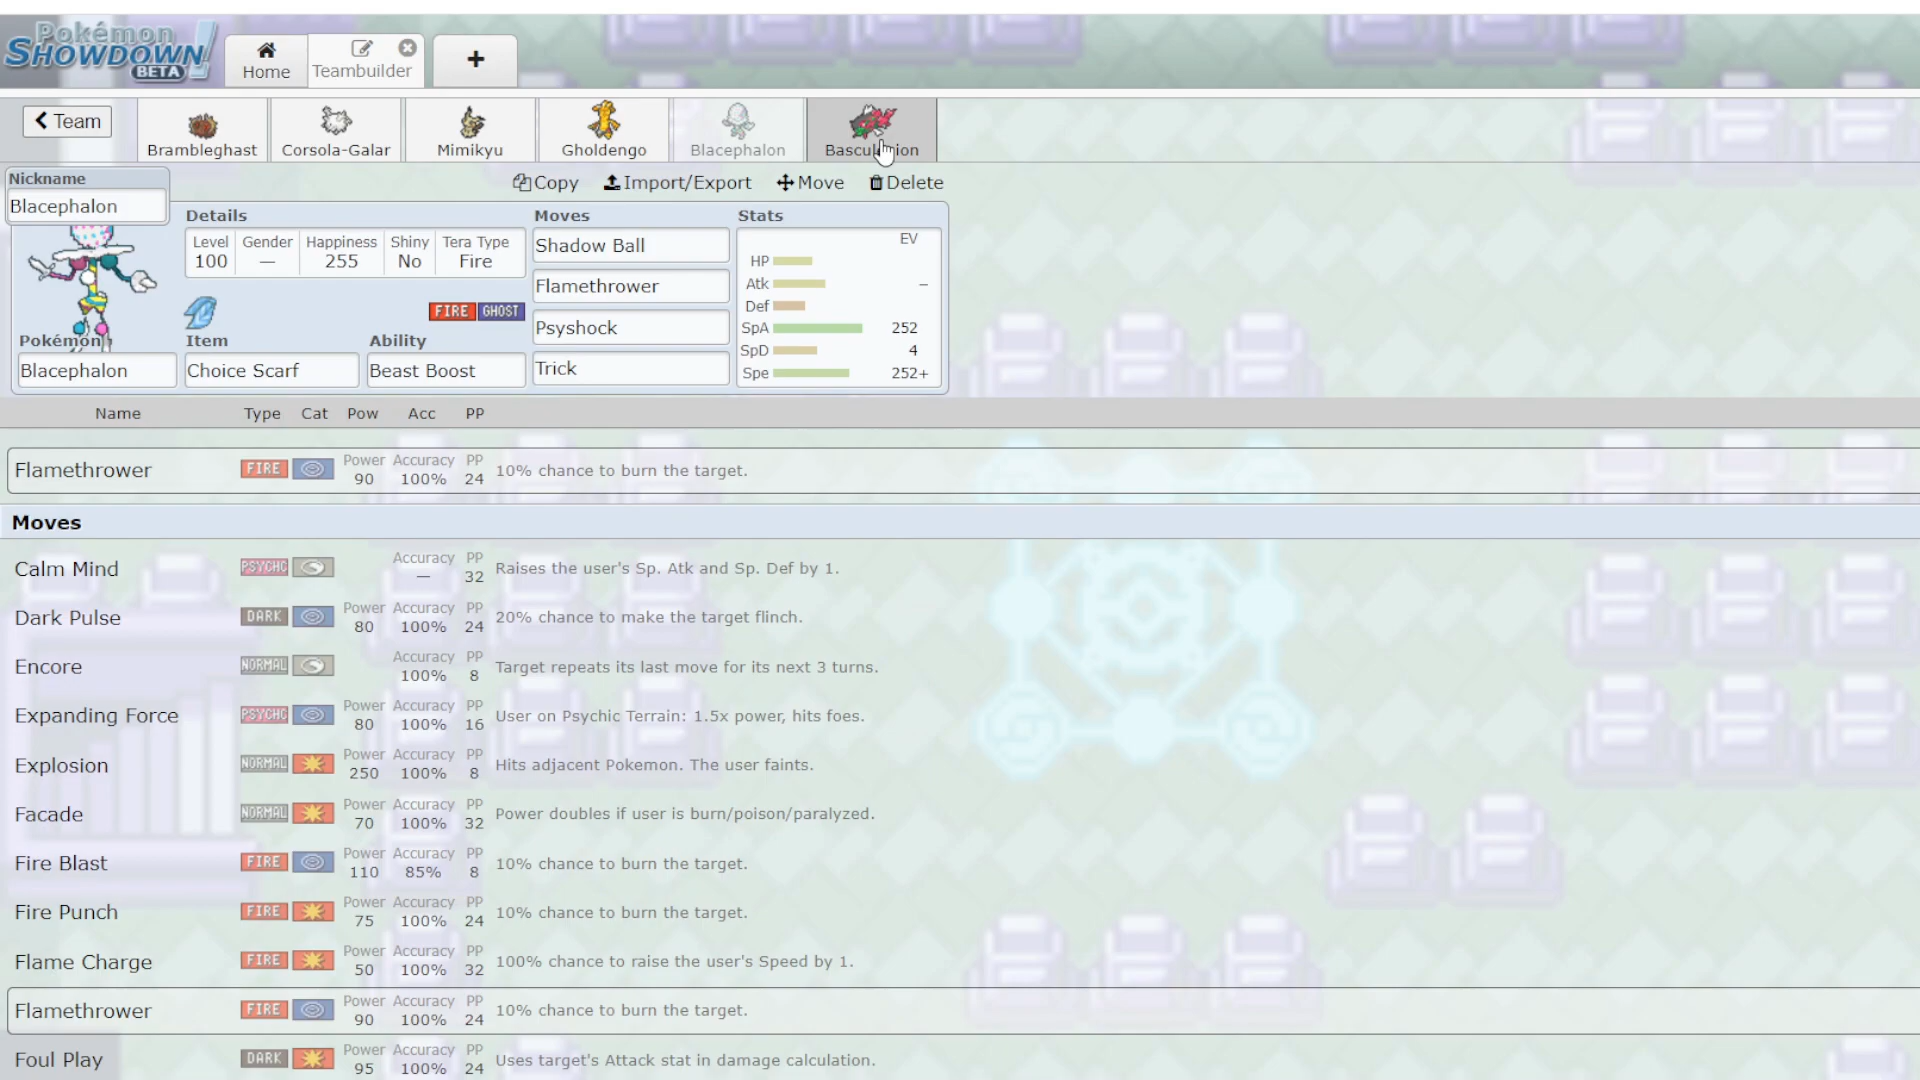 Pokémon
SHOWDOWN!
BETA
Home
Teambuilder
+
Team
Brambleghast
Corsola-Galar
Mimikyu
Gholdengo
Blacephalon
Nickname
Blacephalon
Copy
Import/Export
Move
Delete
Details
Moves
Stats
Level
Gender
Happiness
Shiny
Tera Type
100
—
255
No
Fire
Shadow Ball
Flamethrower
Psyshock
Trick
EV
HP
Atk –
Def
SpA 252
SpD 4
Spe 252+
FIRE GHOST
Pokémon
Item
Ability
Blacephalon
Choice Scarf
Beast Boost
Name Type Cat Pow Acc PP
Flamethrower FIRE Power 90 Accuracy 100% PP 24 10% chance to burn the target.
Moves
Calm Mind PSYCHC Accuracy — PP 32 Raises the user's Sp. Atk and Sp. Def by 1.
Dark Pulse DARK Power 80 Accuracy 100% PP 24 20% chance to make the target flinch.
Encore NORMAL Accuracy 100% PP 8 Target repeats its last move for its next 3 turns.
Expanding Force PSYCHC Power 80 Accuracy 100% PP 16 User on Psychic Terrain: 1.5x power, hits foes.
Explosion NORMAL Power 250 Accuracy 100% PP 8 Hits adjacent Pokemon. The user faints.
Facade NORMAL Power 70 Accuracy 100% PP 32 Power doubles if user is burn/poison/paralyzed.
Fire Blast FIRE Power 110 Accuracy 85% PP 8 10% chance to burn the target.
Fire Punch FIRE Power 75 Accuracy 100% PP 24 10% chance to burn the target.
Flame Charge FIRE Power 50 Accuracy 100% PP 32 100% chance to raise the user's Speed by 1.
Flamethrower FIRE Power 90 Accuracy 100% PP 24 10% chance to burn the target.
Foul Play DARK Power 95 Accuracy 100% PP 24 Uses target's Attack stat in damage calculation.